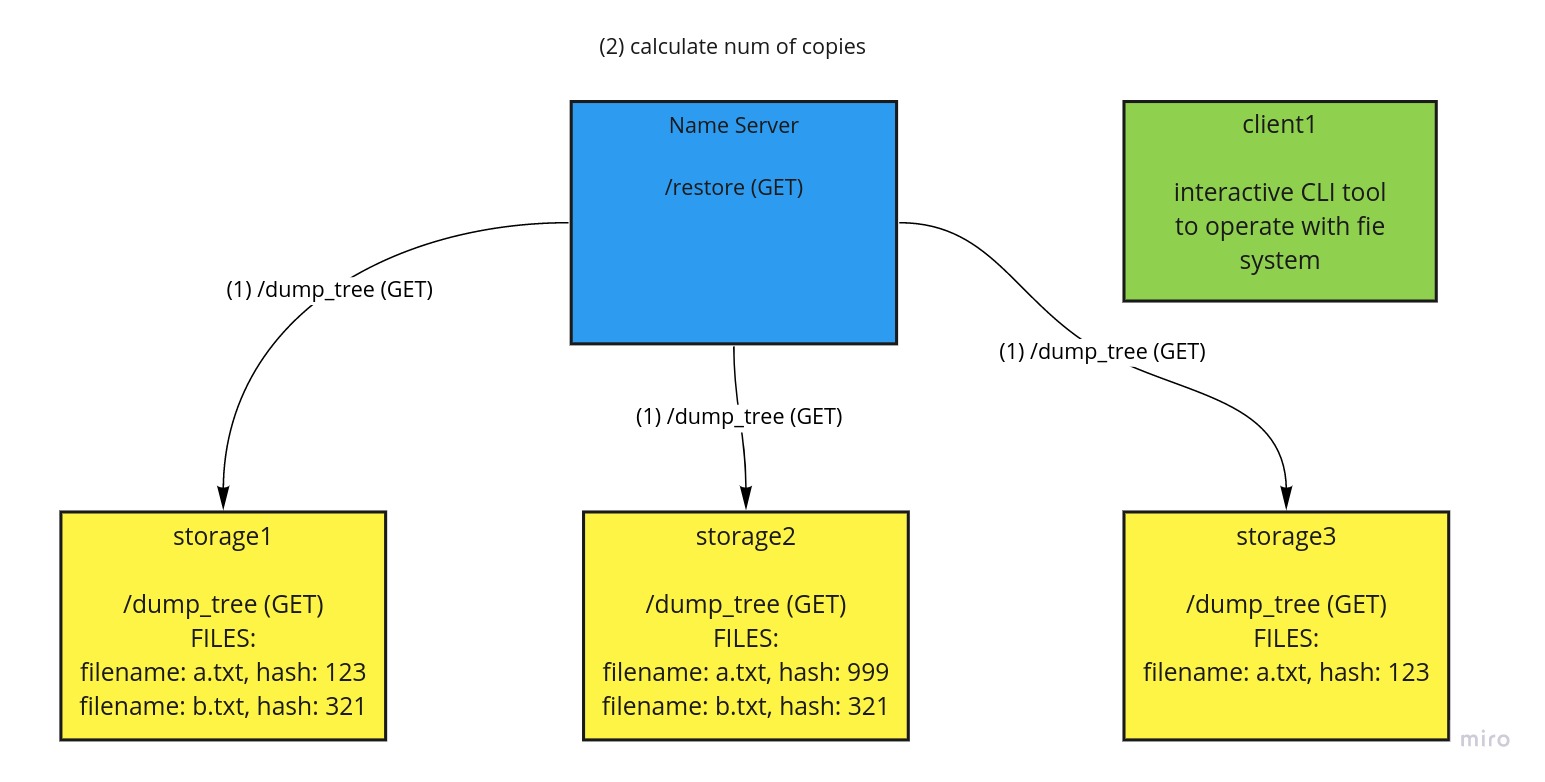 (2) calculate num of copies
Name Server
/restore (GET)
client1
interactive CLI tool
to operate with fie
system
(1) /dump_tree (GET)
(1) /dump_tree (GET)
(1) /dump_tree (GET)
storage1
/dump_tree (GET)
FILES:
filename: a.txt, hash: 123
filename: b.txt, hash: 321
storage2
/dump_tree (GET)
FILES:
filename: a.txt, hash: 999
filename: b.txt, hash: 321
storage3
/dump_tree (GET)
FILES:
filename: a.txt, hash: 123
miro